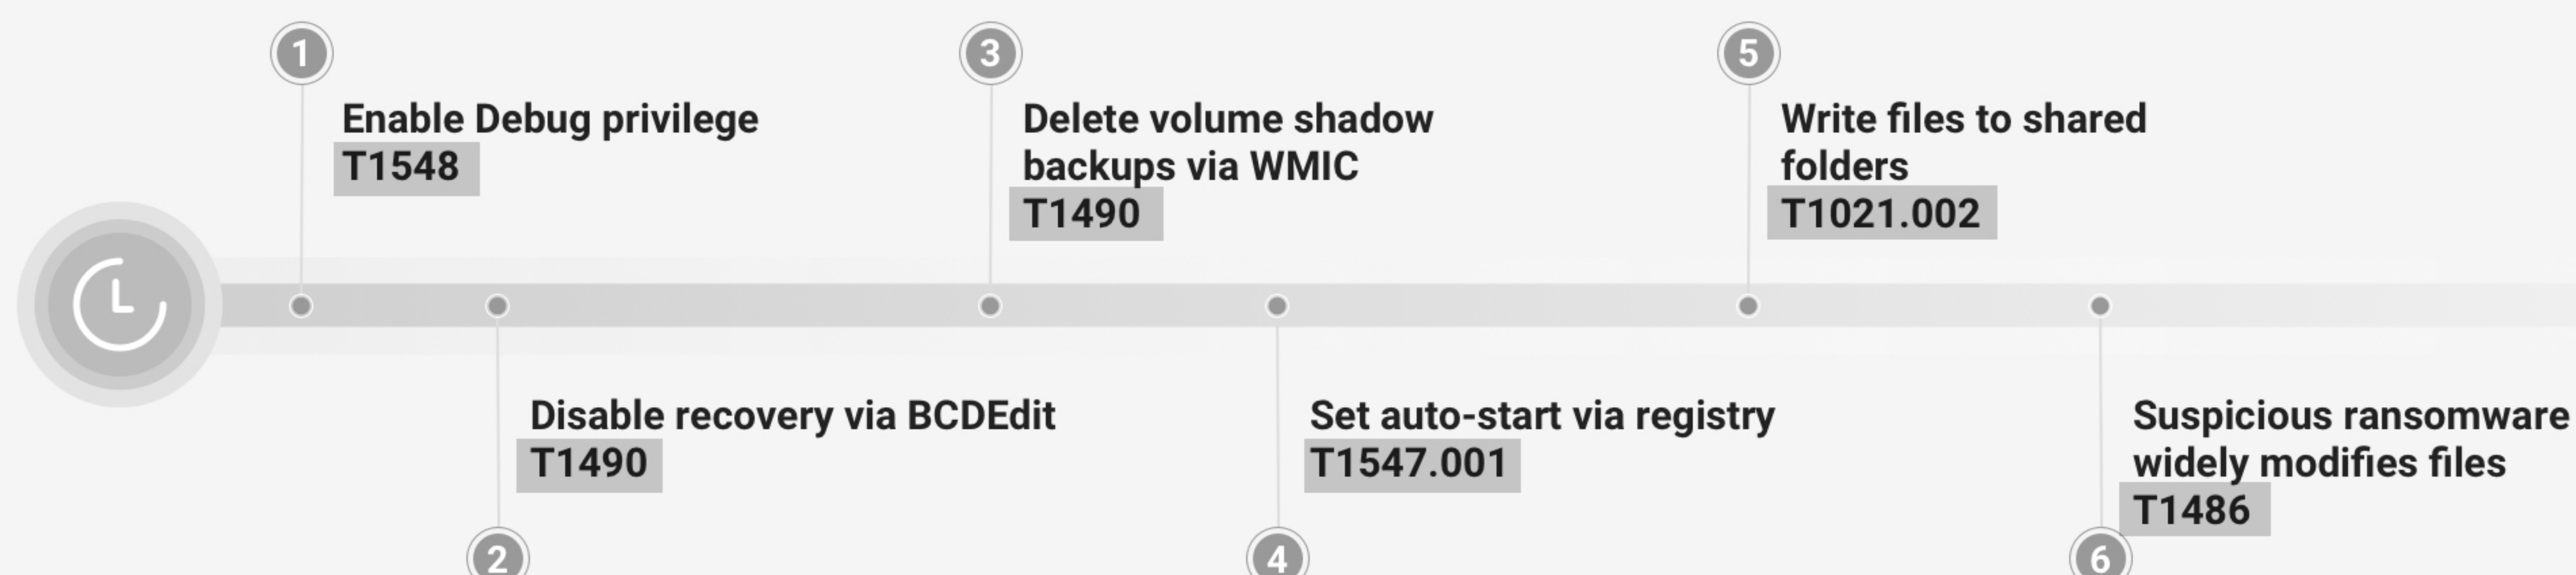 1
Enable Debug privilege
T1548
2
Disable recovery via BCDEdit
T1490
3
Delete volume shadow
backups via WMIC
T1490
4
Set auto-start via registry
T1547.001
5
Write files to shared
folders
T1021.002
6
Suspicious ransomware
widely modifies files
T1486